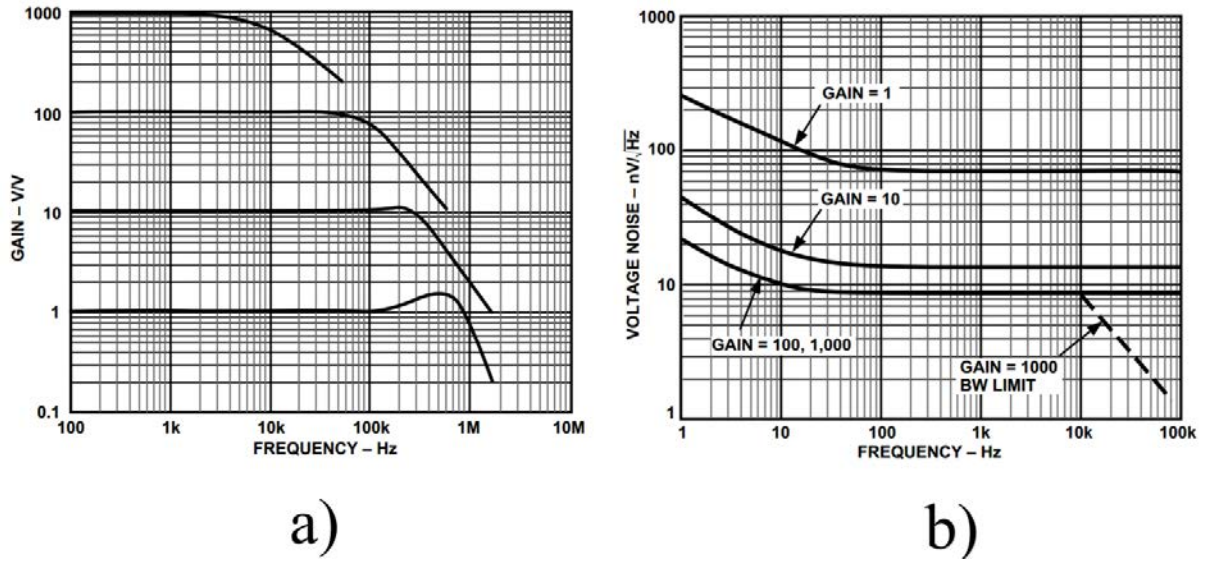 1000
100
10
1
0.1
GAIN – V/V
100
1k
10k
100k
1M
10M
FREQUENCY – Hz
a)
1000
100
10
1
VOLTAGE NOISE – nV/√Hz
GAIN = 1
GAIN = 10
GAIN = 100, 1,000
GAIN = 1000
BW LIMIT
1
10
100
1k
10k
100k
FREQUENCY – Hz
b)